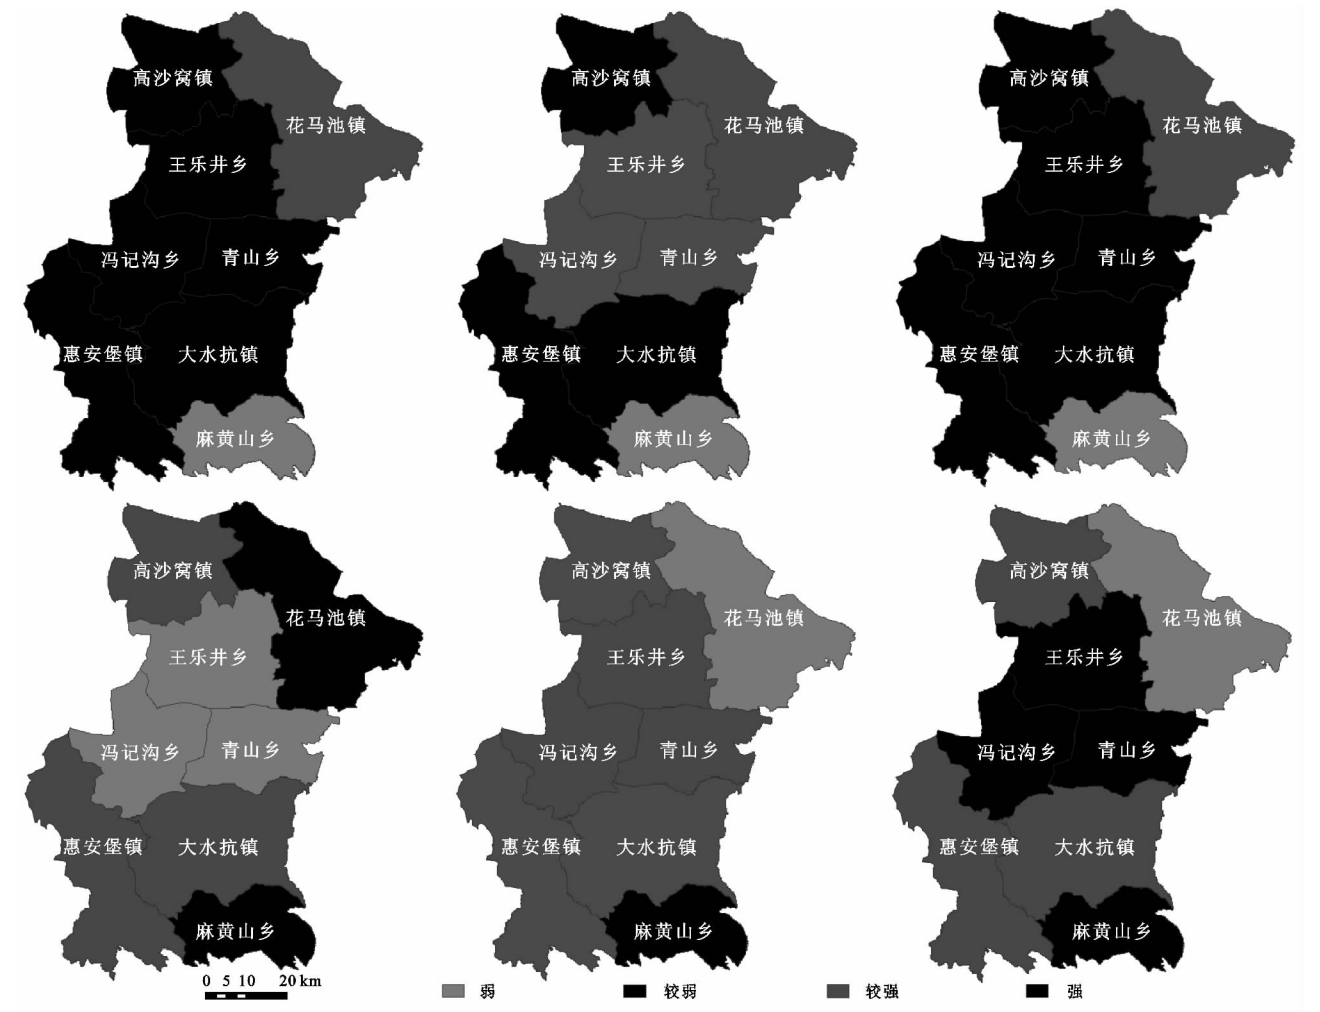 高沙窝镇
花马池镇
王乐井乡
冯记沟乡
青山乡
惠安堡镇
大水抗镇
麻黄山乡
高沙窝镇
花马池镇
王乐井乡
冯记沟乡
青山乡
惠安堡镇
大水抗镇
麻黄山乡
高沙窝镇
花马池镇
王乐井乡
冯记沟乡
青山乡
惠安堡镇
大水抗镇
麻黄山乡
高沙窝镇
花马池镇
王乐井乡
冯记沟乡
青山乡
惠安堡镇
大水抗镇
麻黄山乡
高沙窝镇
花马池镇
王乐井乡
冯记沟乡
青山乡
惠安堡镇
大水抗镇
麻黄山乡
高沙窝镇
花马池镇
王乐井乡
冯记沟乡
青山乡
惠安堡镇
大水抗镇
麻黄山乡
0 5 10 20 km
弱 较弱 较强 强